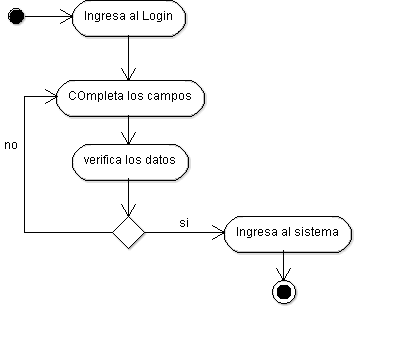 Ingresa al Login
COmpleta los campos
no
verifica los datos
si
Ingresa al sistema